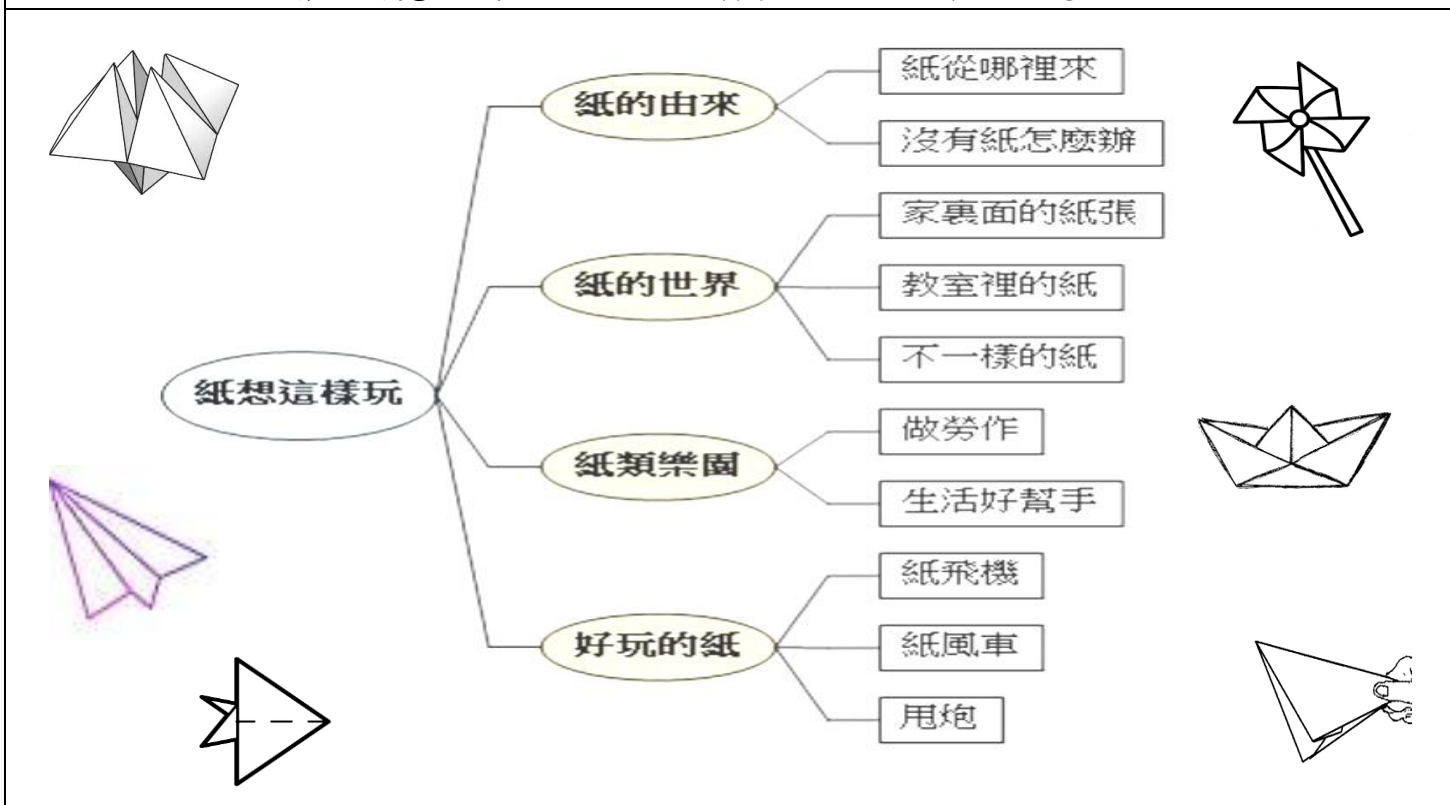 紙想這樣玩
紙的由來
紙從哪裡來
沒有紙怎麼辦
紙的世界
家裏面的紙張
教室裡的紙
不一樣的紙
紙類樂園
做勞作
生活好幫手
好玩的紙
紙飛機
紙風車
甩炮